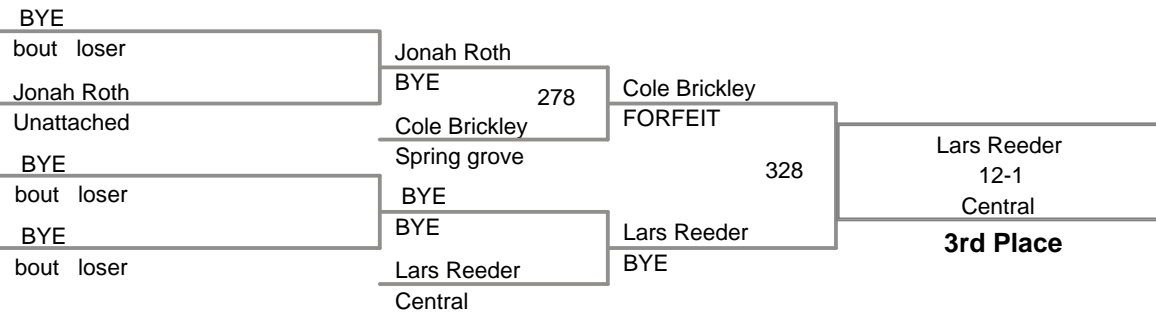 BYE
bout loser
Jonah Roth
Unattached
BYE
bout loser
BYE
bout loser
Jonah Roth
BYE
278
Cole Brickley
Spring grove
BYE
BYE
Lars Reeder
Central
Cole Brickley
FORFEIT
328
Lars Reeder
BYE
Lars Reeder
12-1
Central
3rd Place